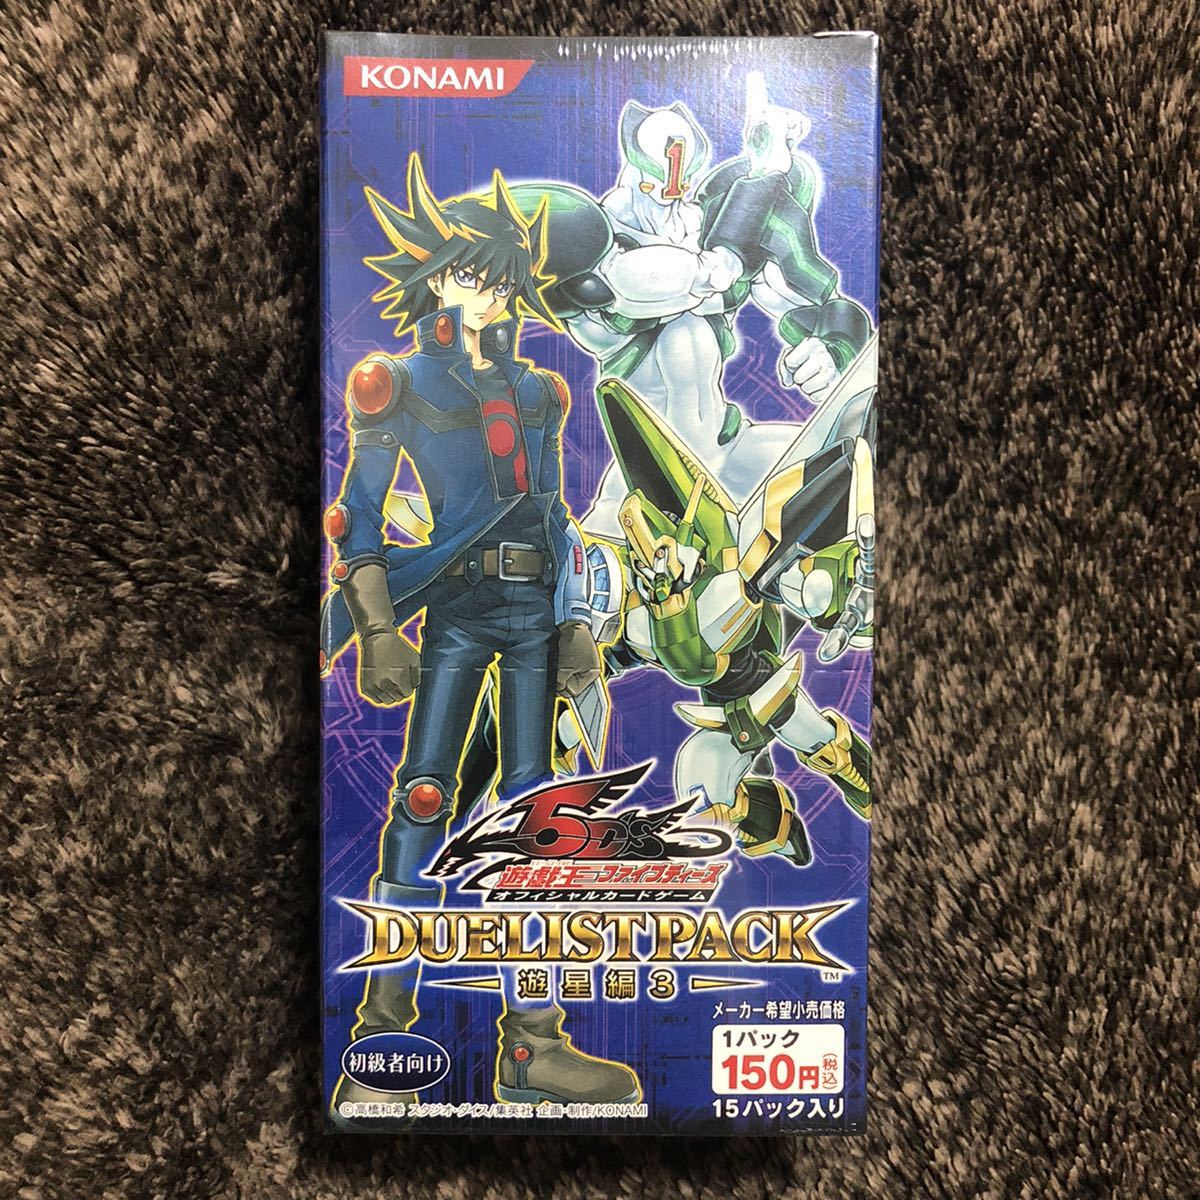 KONAMI
1
5D's
遊戯王ファイブディーズ
オフィシャルカードゲーム
DUELIST PACK
TM
遊星編3
メーカー希望小売価格
1パック
150円(税込)
15パック入り
初級者向け
©高橋和希 スタジオ・ダイス/集英社 企画・制作/KONAMI